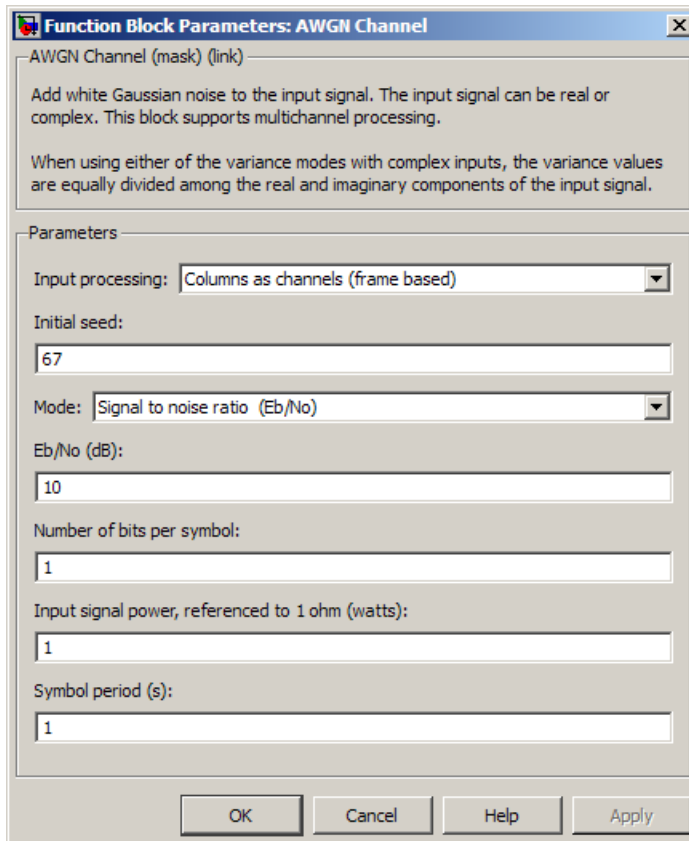 Function Block Parameters: AWGN Channel
AWGN Channel (mask) (link)
Add white Gaussian noise to the input signal. The input signal can be real or
complex. This block supports multichannel processing.
When using either of the variance modes with complex inputs, the variance values
are equally divided among the real and imaginary components of the input signal.
Parameters
Input processing: Columns as channels (frame based)
Initial seed:
67
Mode: Signal to noise ratio (Eb/No)
Eb/No (dB):
10
Number of bits per symbol:
1
Input signal power, referenced to 1 ohm (watts):
1
Symbol period (s):
1
OK Cancel Help Apply